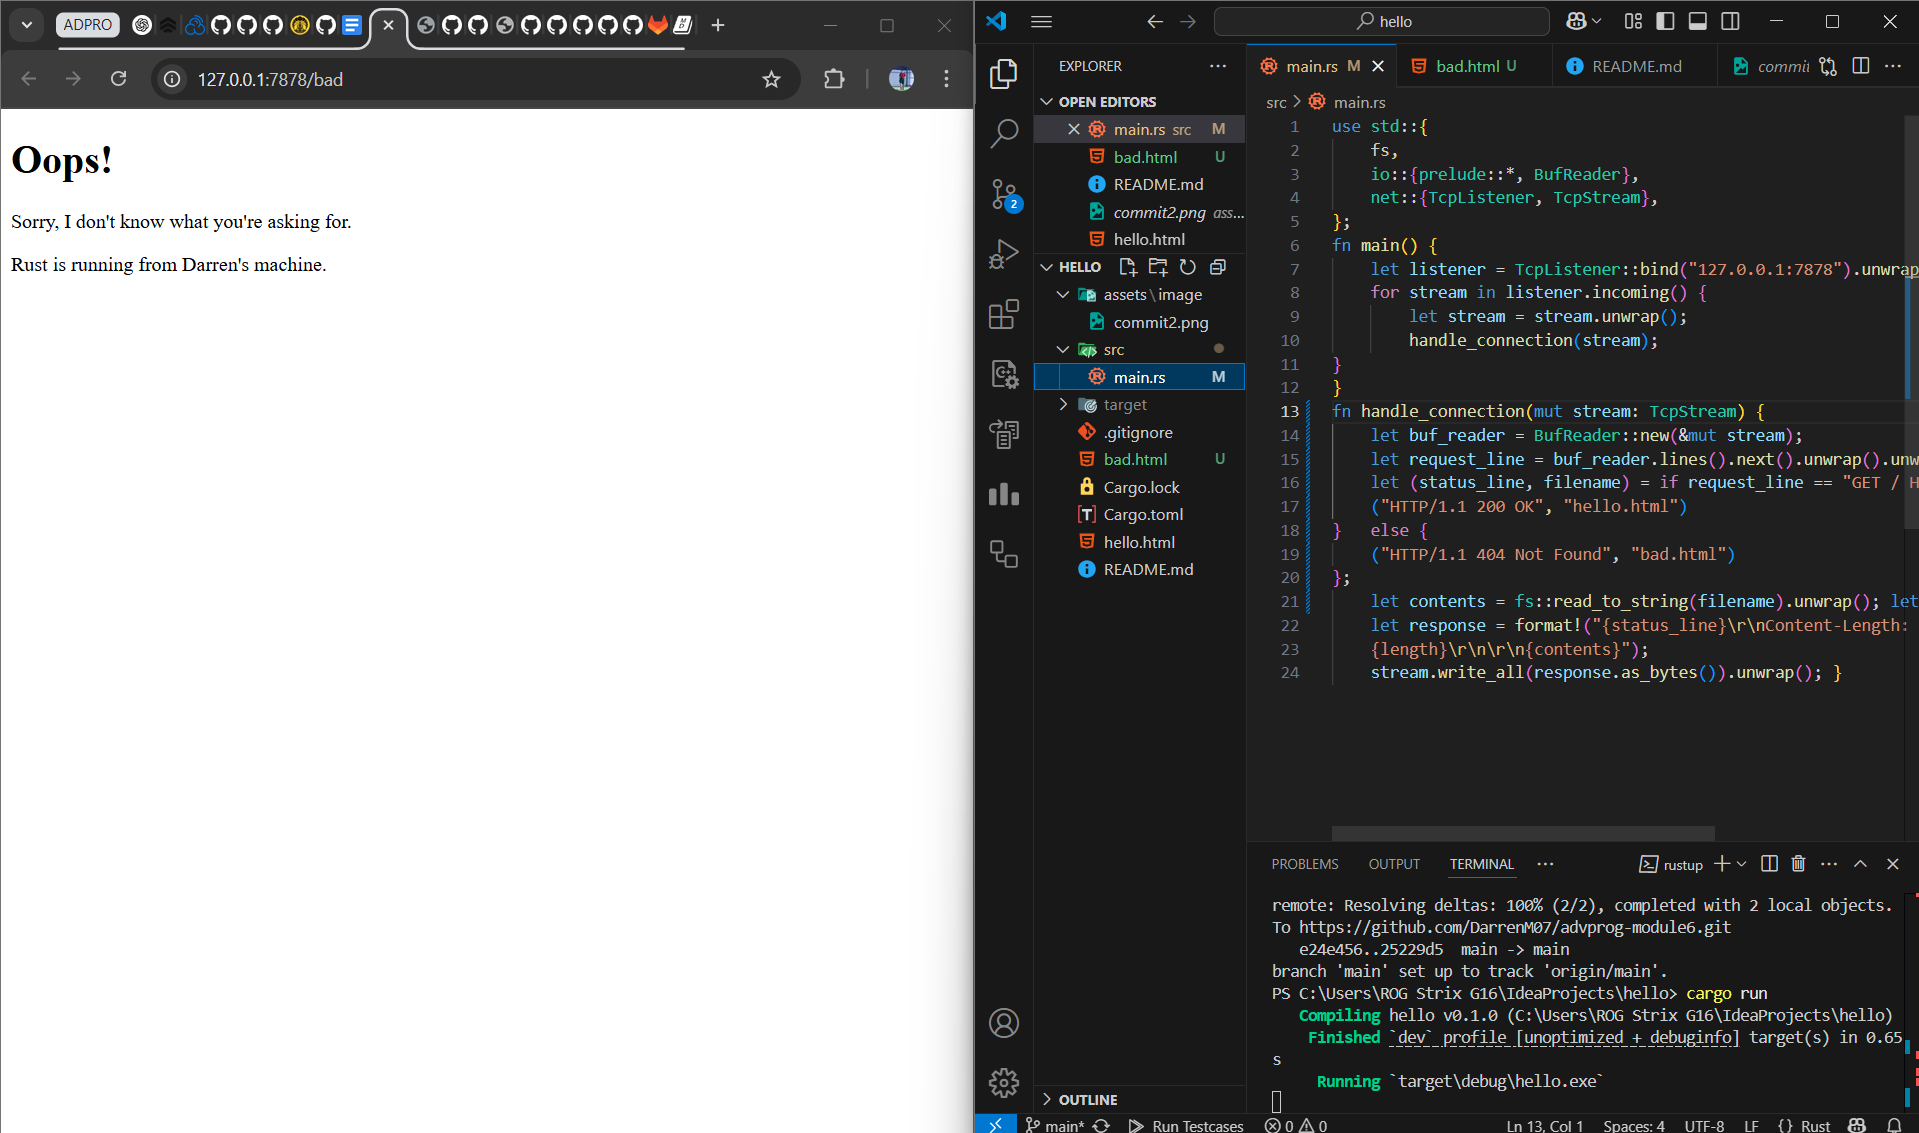 ADPRO
127.0.0.1:7878/bad
Oops!
Sorry, I don't know what you're asking for.
Rust is running from Darren's machine.
hello
EXPLORER
OPEN EDITORS
main.rs src M
bad.html U
README.md
commit2.png ass...
hello.html
HELLO
assets\image
commit2.png
src
main.rs M
target
.gitignore
bad.html U
Cargo.lock
Cargo.toml
hello.html
README.md
OUTLINE
main.rs M
bad.html U
README.md
commit
src > main.rs
1 use std::{
2 fs,
3 io::{prelude::*, BufReader},
4 net::{TcpListener, TcpStream},
5 };
6 fn main() {
7 let listener = TcpListener::bind("127.0.0.1:7878").unwrap
8 for stream in listener.incoming() {
9 let stream = stream.unwrap();
10 handle_connection(stream);
11 }
12 }
13 fn handle_connection(mut stream: TcpStream) {
14 let buf_reader = BufReader::new(&mut stream);
15 let request_line = buf_reader.lines().next().unwrap().unw
16 let (status_line, filename) = if request_line == "GET / H
17 ("HTTP/1.1 200 OK", "hello.html")
18 } else {
19 ("HTTP/1.1 404 Not Found", "bad.html")
20 };
21 let contents = fs::read_to_string(filename).unwrap(); let
22 let response = format!("{status_line}\r\nContent-Length:
23 {length}\r\n\r\n{contents}");
24 stream.write_all(response.as_bytes()).unwrap(); }
PROBLEMS OUTPUT TERMINAL
rustup
remote: Resolving deltas: 100% (2/2), completed with 2 local objects.
To https://github.com/DarrenM07/advprog-module6.git
e24e456..25229d5 main -> main
branch 'main' set up to track 'origin/main'.
PS C:\Users\ROG Strix G16\IdeaProjects\hello> cargo run
Compiling hello v0.1.0 (C:\Users\ROG Strix G16\IdeaProjects\hello)
Finished `dev` profile [unoptimized + debuginfo] target(s) in 0.65
s
Running `target\debug\hello.exe`
2
main* Run Testcases 0 0 Ln 13, Col 1 Spaces: 4 UTF-8 LF {} Rust